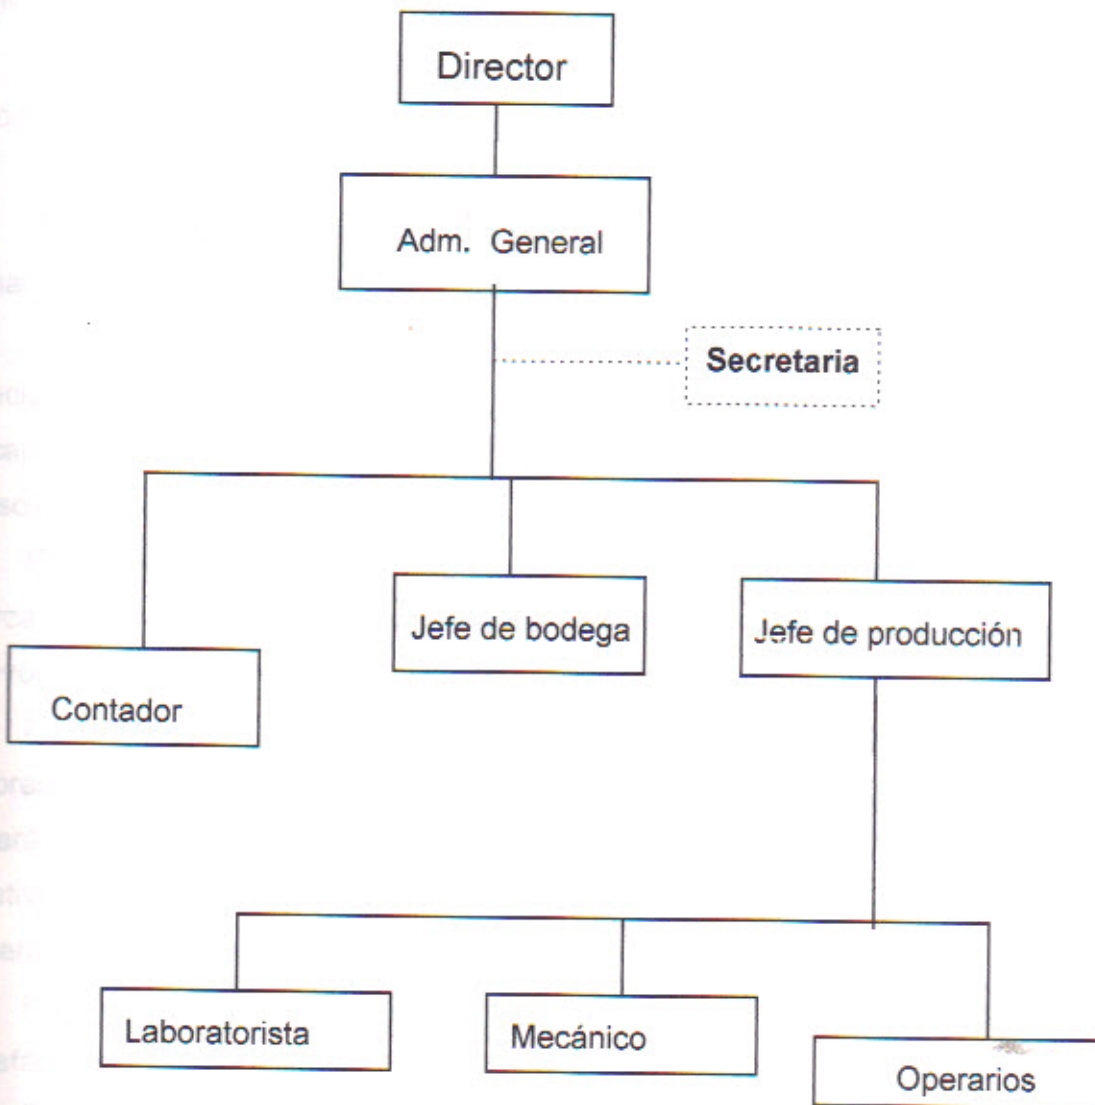 Director
Adm. General
Secretaria
Jefe de bodega
Jefe de producción
Contador
Laboratorista
Mecánico
Operarios